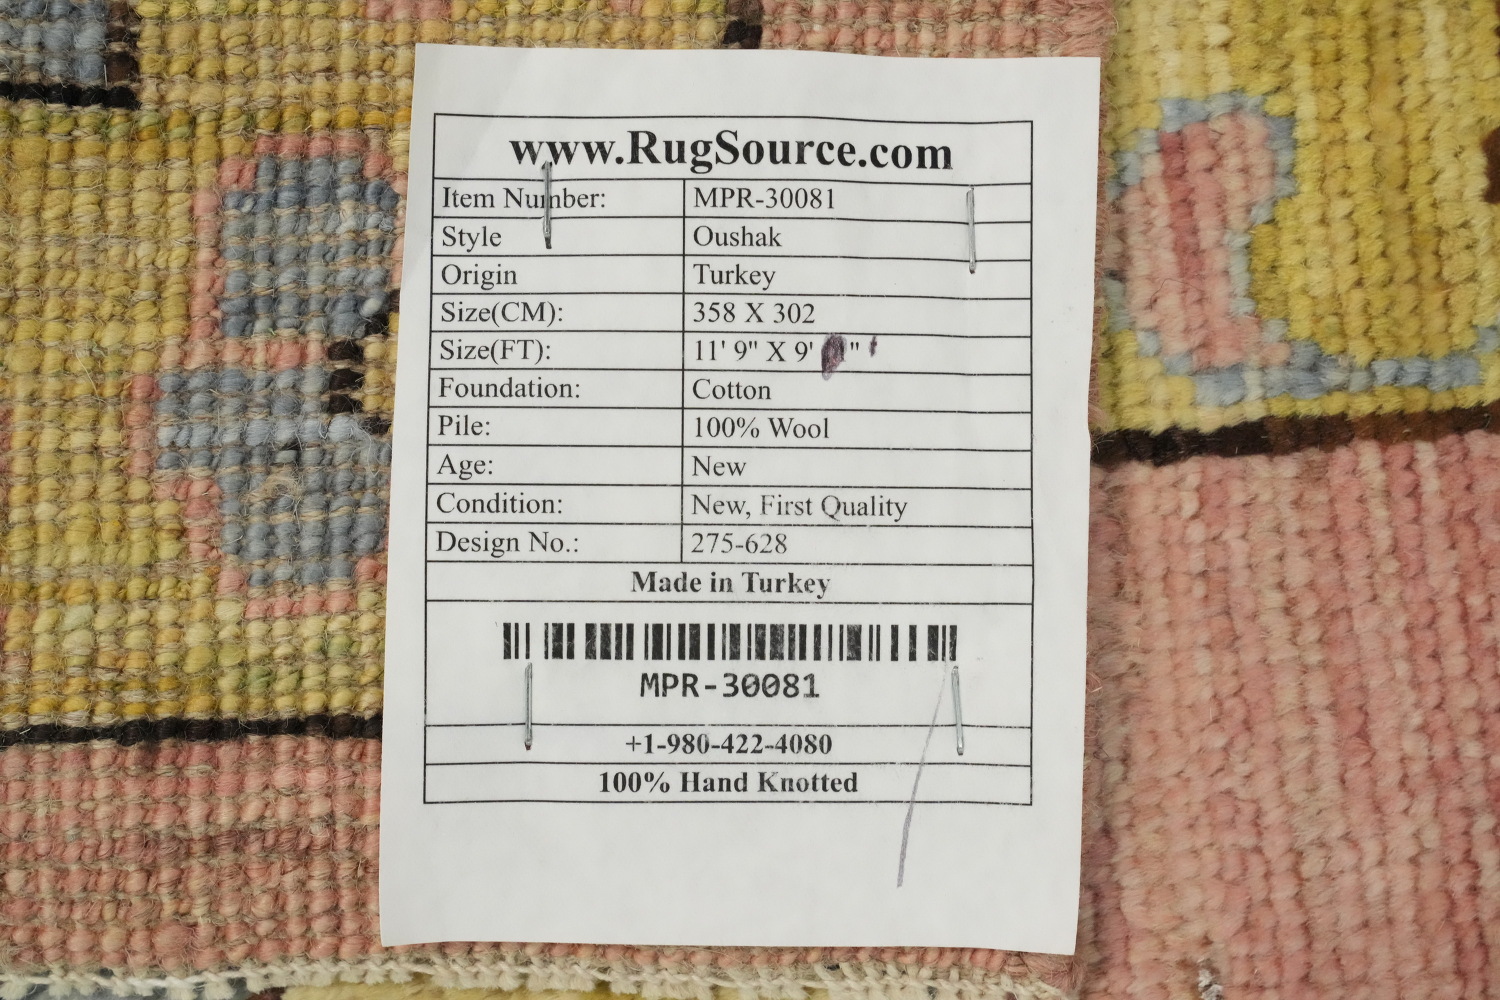 www.RugSource.com
Item Number: MPR-30081
Style Oushak
Origin Turkey
Size(CM): 358 X 302
Size(FT): 11' 9" X 9' " '
Foundation: Cotton
Pile: 100% Wool
Age: New
Condition: New, First Quality
Design No.: 275-628
Made in Turkey
MPR-30081
+1-980-422-4080
100% Hand Knotted